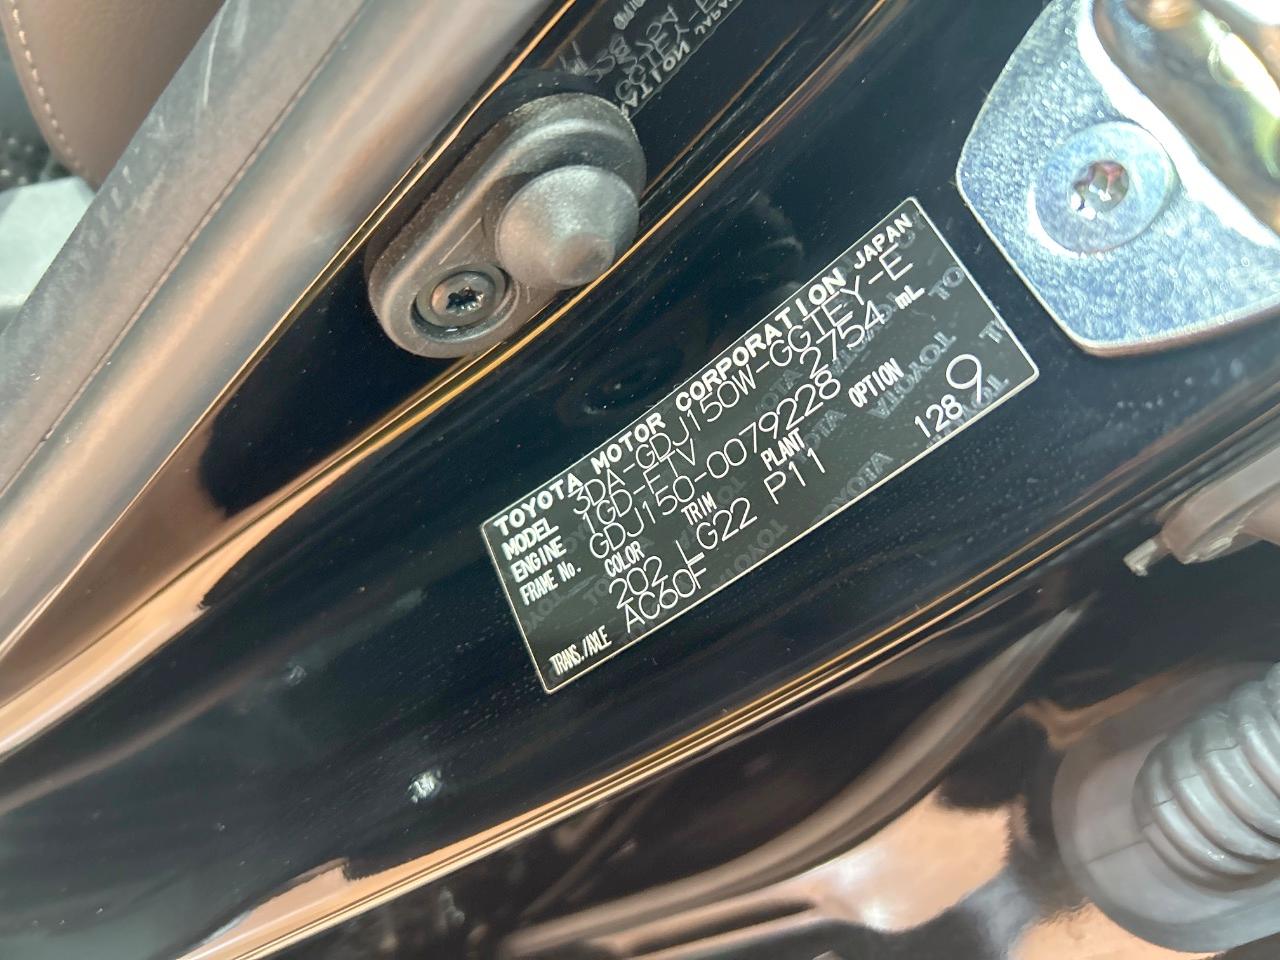 TOYOTA MOTOR CORPORATION JAPAN
MODEL 3DA-GDJ150W-GGTEY-E
ENGINE 1GD-FTV 2754 mL
FRAME No. GDJ150-0079228
COLOR TRIM PLANT OPTION
202 LG22 P11 128 9
TRANS./AXLE AC60F